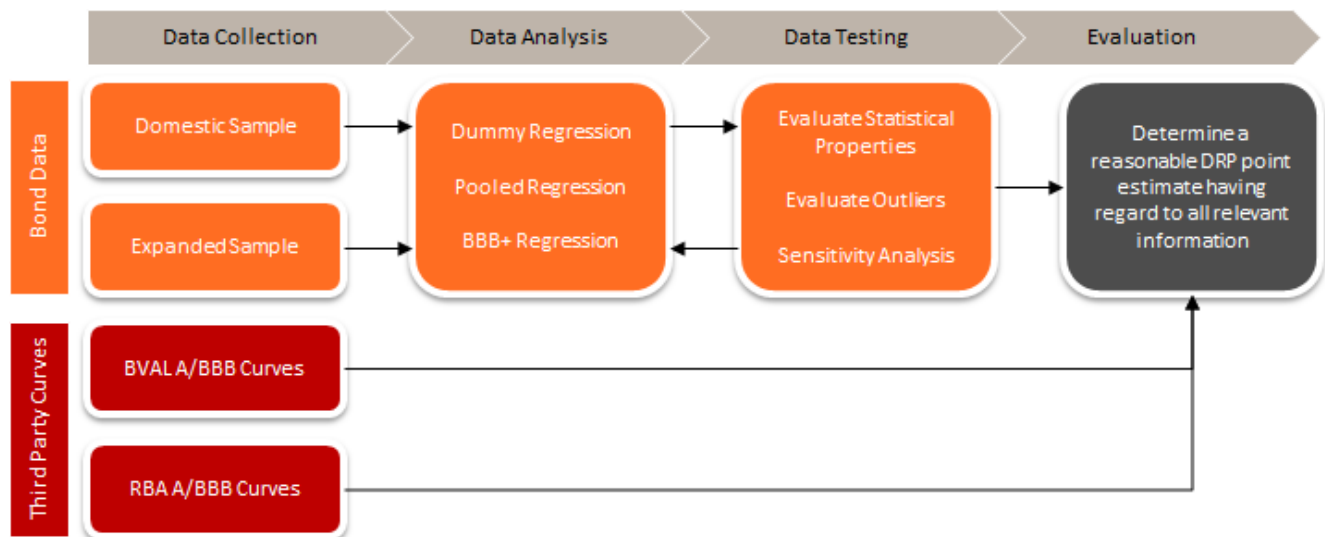 Data Collection
Data Analysis
Data Testing
Evaluation
Bond Data
Domestic Sample
Expanded Sample
Dummy Regression
Pooled Regression
BBB+ Regression
Evaluate Statistical
Properties
Evaluate Outliers
Sensitivity Analysis
Determine a
reasonable DRP point
estimate having
regard to all relevant
information
Third Party Curves
BVAL A/BBB Curves
RBA A/BBB Curves